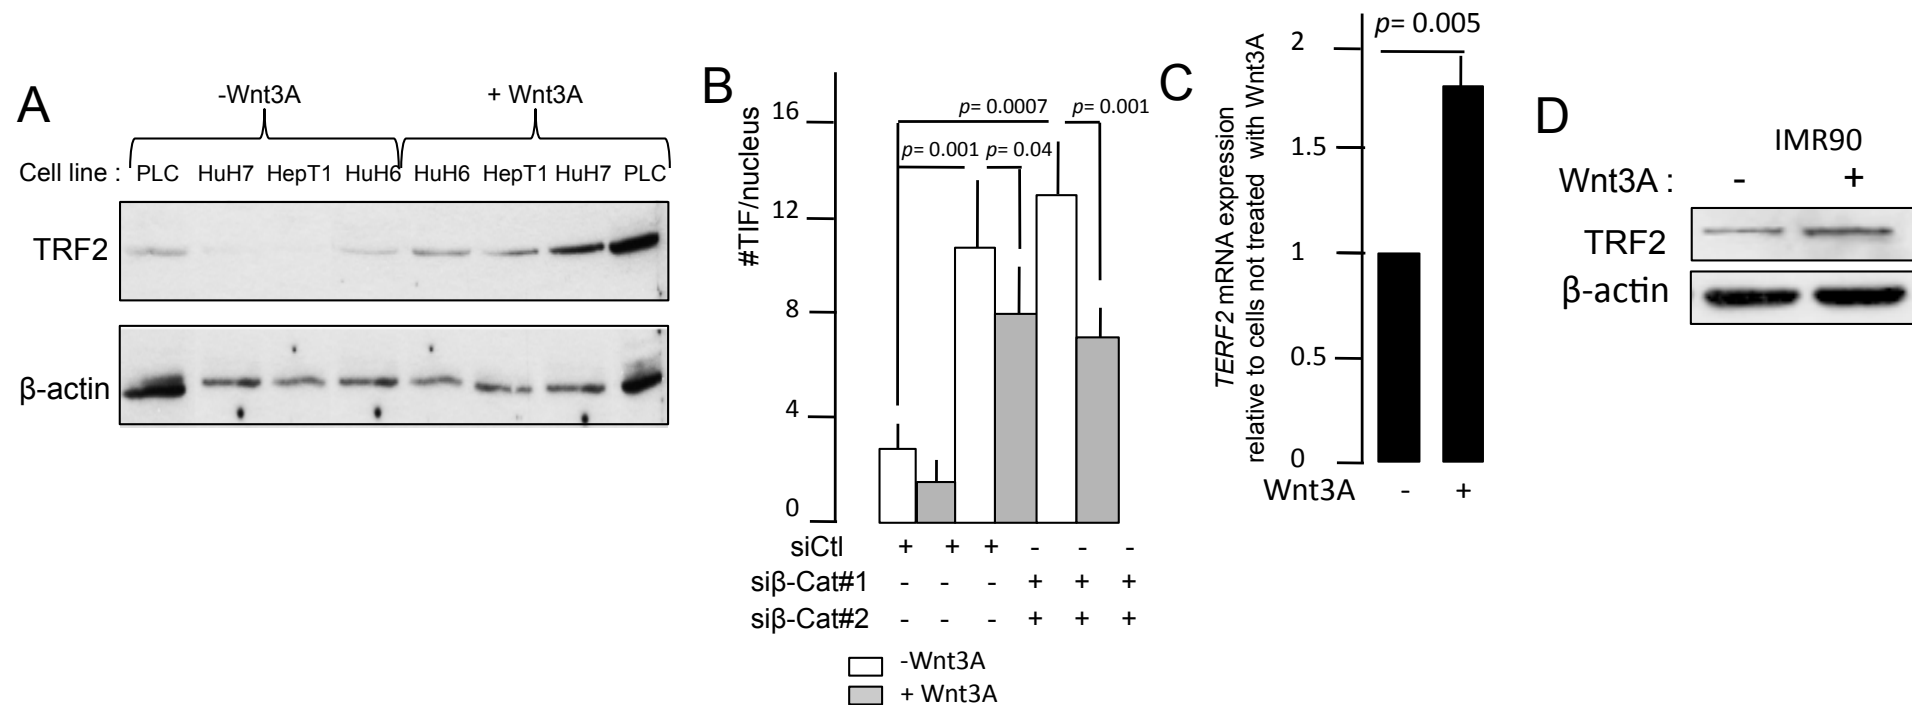 A
-Wnt3A + Wnt3A
Cell line : PLC HuH7 HepT1 HuH6 HuH6 HepT1 HuH7 PLC
TRF2
β-actin
B
#TIF/nucleus
16
12
8
4
0
p= 0.0007 p= 0.001
p= 0.001 p= 0.04
siCtl + + + - - -
siβ-Cat#1 - - - + + +
siβ-Cat#2 - - - + + +
-Wnt3A
+ Wnt3A
C
TERF2 mRNA expression
relative to cells not treated with Wnt3A
p= 0.005
2
1.5
1
0.5
0
Wnt3A - +
D
IMR90
Wnt3A : - +
TRF2
β-actin